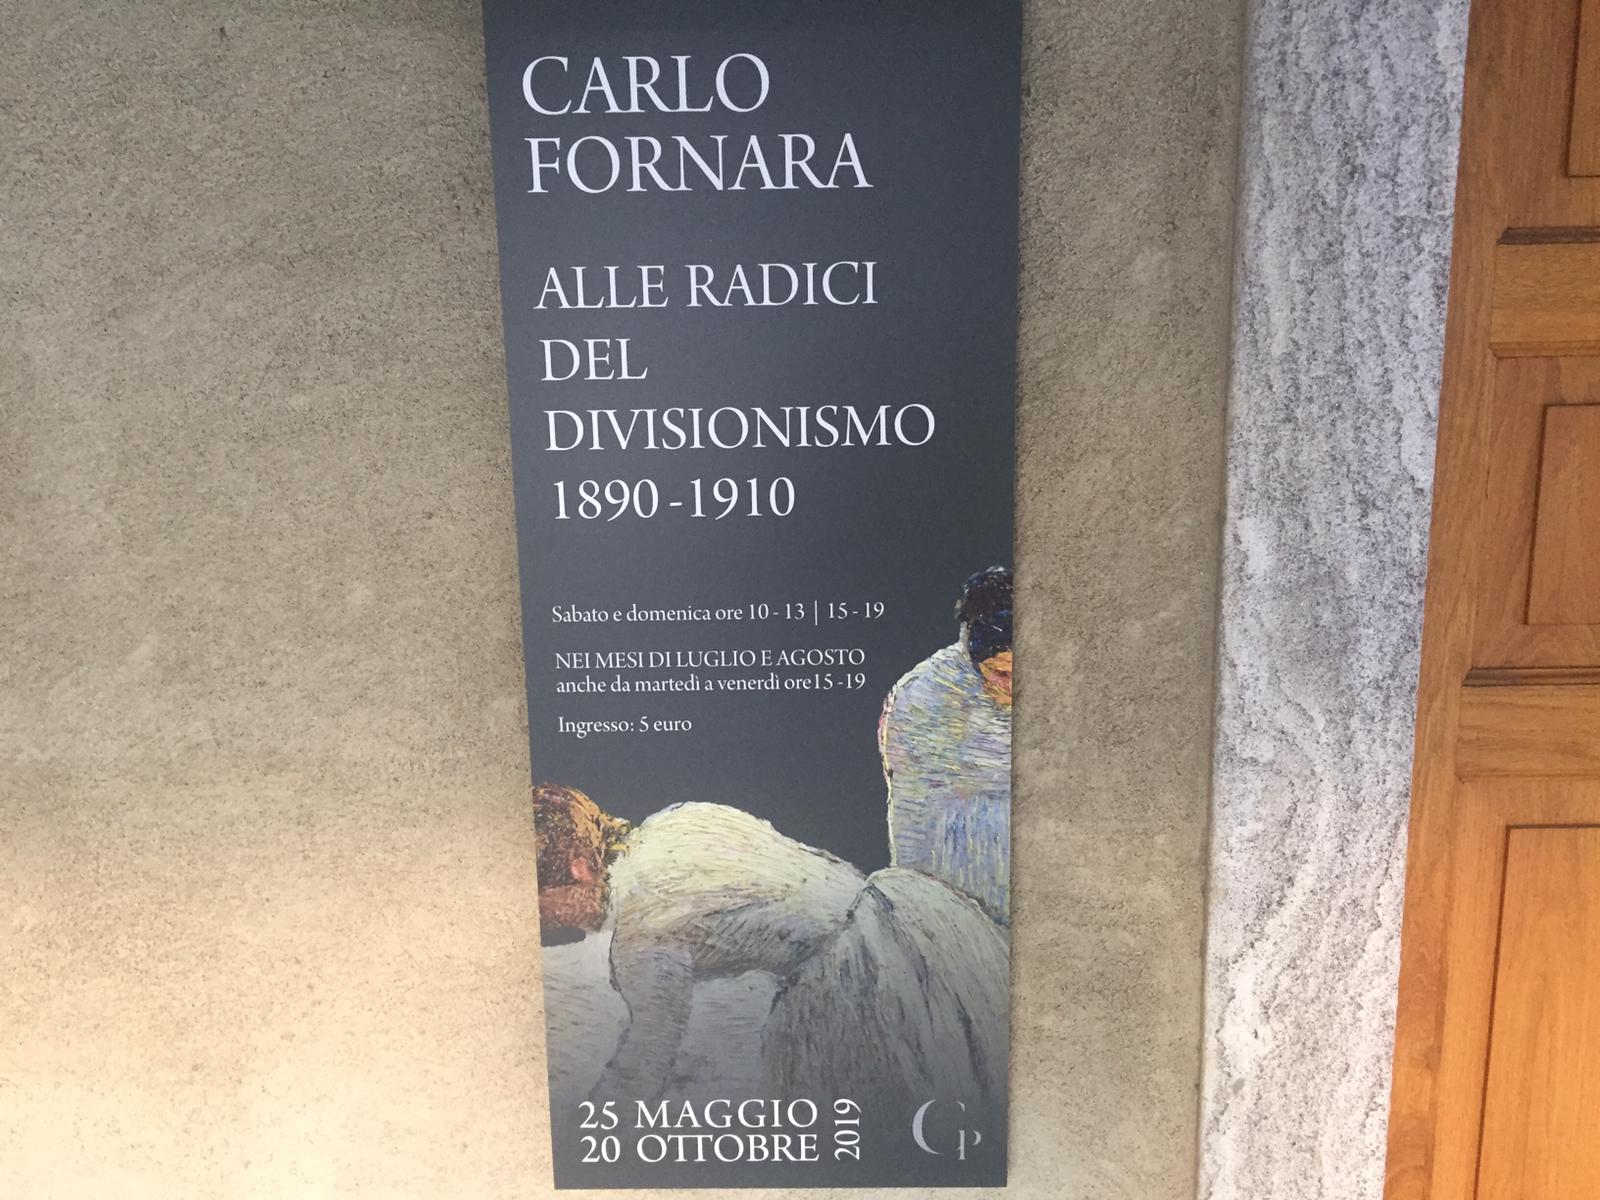 CARLO
FORNARA
ALLE RADICI
DEL
DIVISIONISMO
1890-1910
Sabato e domenica ore 10 - 13 | 15 - 19
NEI MESI DI LUGLIO E AGOSTO
anche da martedì a venerdì ore15 -19
Ingresso: 5 euro
25 MAGGIO
20 OTTOBRE
2019
GP